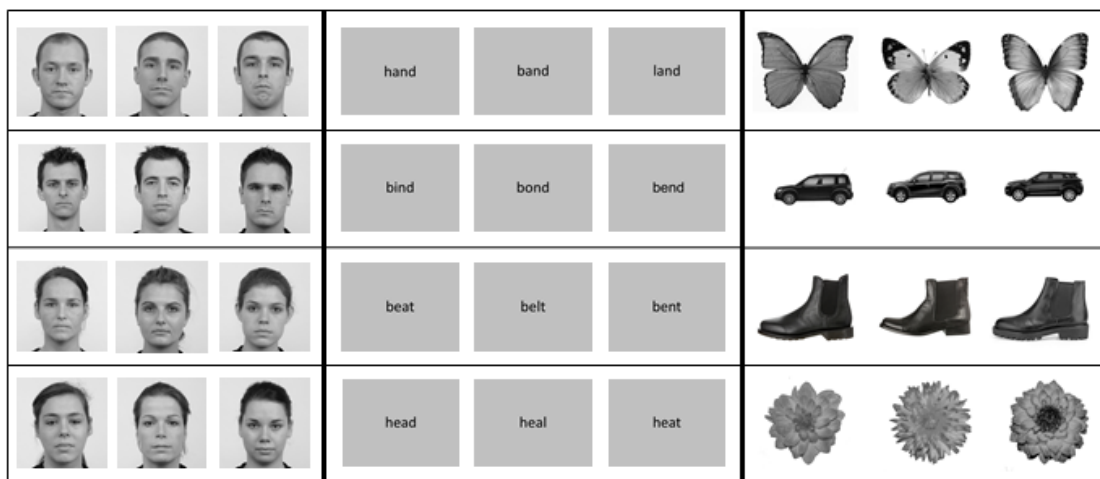 hand band land
bind bond bend
beat belt bent
head heal heat